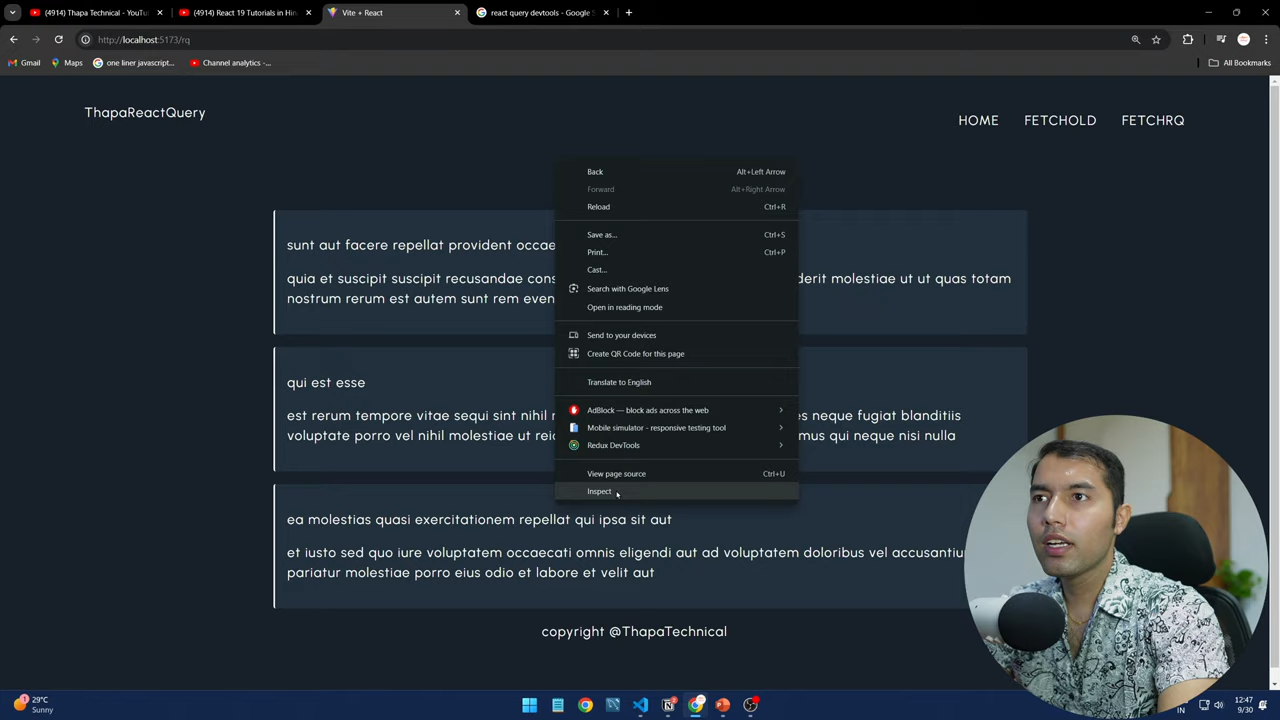 (4914) Thapa Technical - YouTu
(4914) React 19 Tutorials in Hin
Vite + React
react query devtools - Google S
http://localhost:5173/rq
Gmail
Maps
one liner javascript...
Channel analytics -...
All Bookmarks
ThapaReactQuery
HOME
FETCHOLD
FETCHRQ
Back
Alt+Left Arrow
Forward
Alt+Right Arrow
Reload
Ctrl+R
Save as...
Ctrl+S
Print...
Ctrl+P
Cast...
Search with Google Lens
Open in reading mode
Send to your devices
Create QR Code for this page
Translate to English
AdBlock — block ads across the web
Mobile simulator - responsive testing tool
Redux DevTools
View page source
Ctrl+U
Inspect
sunt aut facere repellat provident occae
quia et suscipit suscipit recusandae cons
derit molestiae ut ut quas totam
nostrum rerum est autem sunt rem even
qui est esse
est rerum tempore vitae sequi sint nihil
es neque fugiat blanditiis
voluptate porro vel nihil molestiae ut rei
mus qui neque nisi nulla
ea molestias quasi exercitationem repellat qui ipsa sit aut
et iusto sed quo iure voluptatem occaecati omnis eligendi aut ad voluptatem doloribus vel accusantiu
pariatur molestiae porro eius odio et labore et velit aut
copyright @ThapaTechnical
29°C
Sunny
IN
12:47
9/30